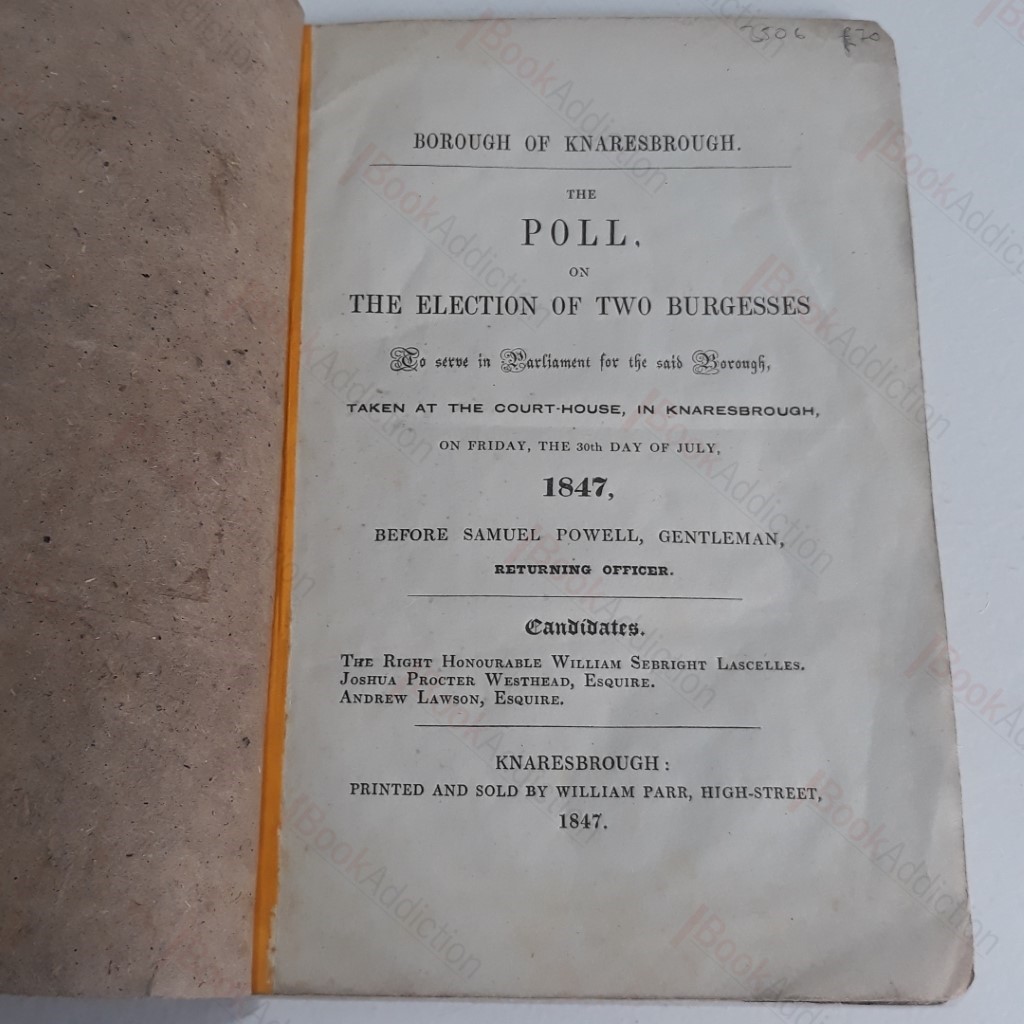 3506 £70
BOROUGH OF KNARESBROUGH.
THE
POLL,
ON
THE ELECTION OF TWO BURGESSES
To serve in Parliament for the said Borough,
TAKEN AT THE COURT-HOUSE, IN KNARESBROUGH,
ON FRIDAY, THE 30th DAY OF JULY,
1847,
BEFORE SAMUEL POWELL, GENTLEMAN,
RETURNING OFFICER.
Candidates.
THE RIGHT HONOURABLE WILLIAM SEBRIGHT LASCELLES.
JOSHUA PROCTER WESTHEAD, ESQUIRE.
ANDREW LAWSON, ESQUIRE.
KNARESBROUGH:
PRINTED AND SOLD BY WILLIAM PARR, HIGH-STREET,
1847.
BookAddiction